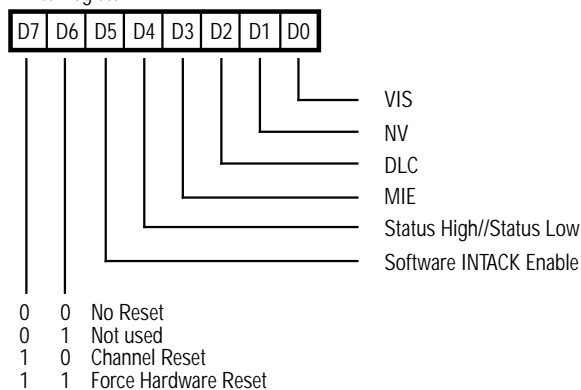 D7 D6 D5 D4 D3 D2 D1 D0
VIS
NV
DLC
MIE
Status High//Status Low
Software INTACK Enable
0 0 No Reset
0 1 Not used
1 0 Channel Reset
1 1 Force Hardware Reset